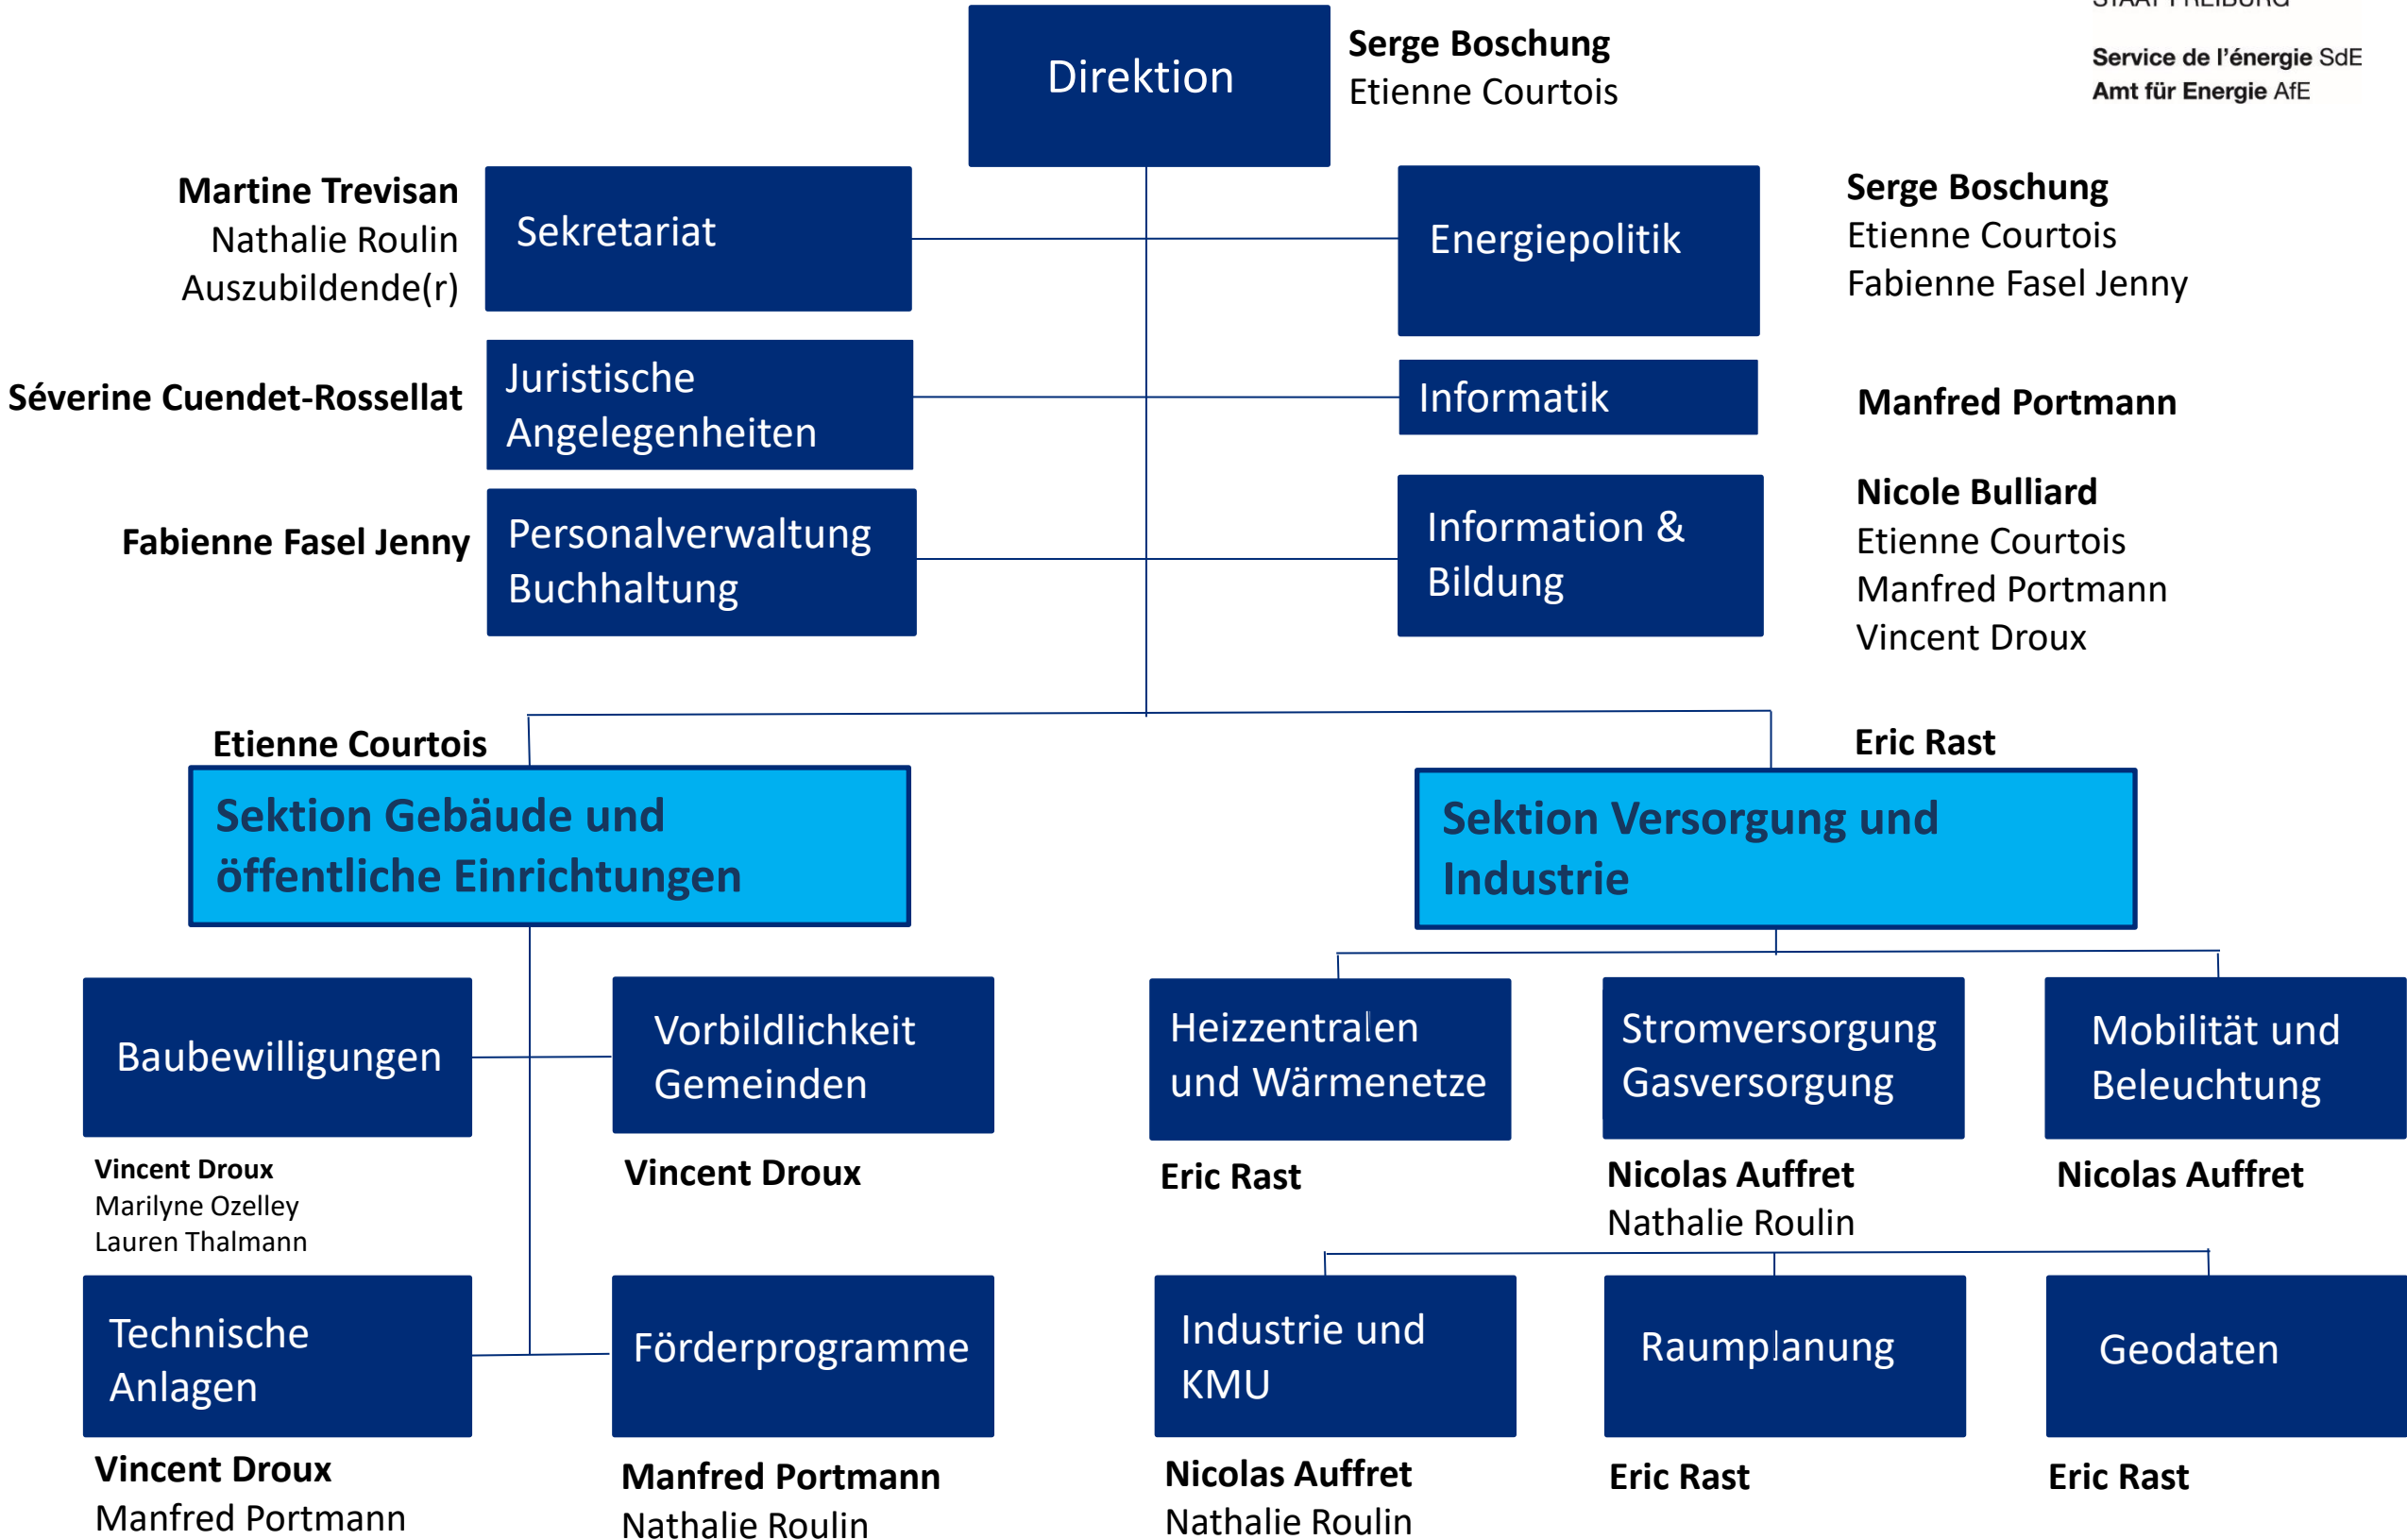 STAAT FREIBURG
Service de l'énergie SdE
Amt für Energie AfE
Direktion
Serge Boschung
Etienne Courtois
Martine Trevisan
Nathalie Roulin
Auszubildende(r)
Sekretariat
Energiepolitik
Serge Boschung
Etienne Courtois
Fabienne Fasel Jenny
Séverine Cuendet-Rossellat
Juristische
Angelegenheiten
Informatik
Manfred Portmann
Fabienne Fasel Jenny
Personalverwaltung
Buchhaltung
Information &
Bildung
Nicole Bulliard
Etienne Courtois
Manfred Portmann
Vincent Droux
Etienne Courtois
Sektion Gebäude und
öffentliche Einrichtungen
Eric Rast
Sektion Versorgung und
Industrie
Baubewilligungen
Vincent Droux
Marilyne Ozelley
Lauren Thalmann
Vorbildlichkeit
Gemeinden
Vincent Droux
Heizzentralen
und Wärmenetze
Eric Rast
Stromversorgung
Gasversorgung
Nicolas Auffret
Nathalie Roulin
Mobilität und
Beleuchtung
Nicolas Auffret
Technische
Anlagen
Vincent Droux
Manfred Portmann
Förderprogramme
Manfred Portmann
Nathalie Roulin
Industrie und
KMU
Nicolas Auffret
Nathalie Roulin
Raumplanung
Eric Rast
Geodaten
Eric Rast